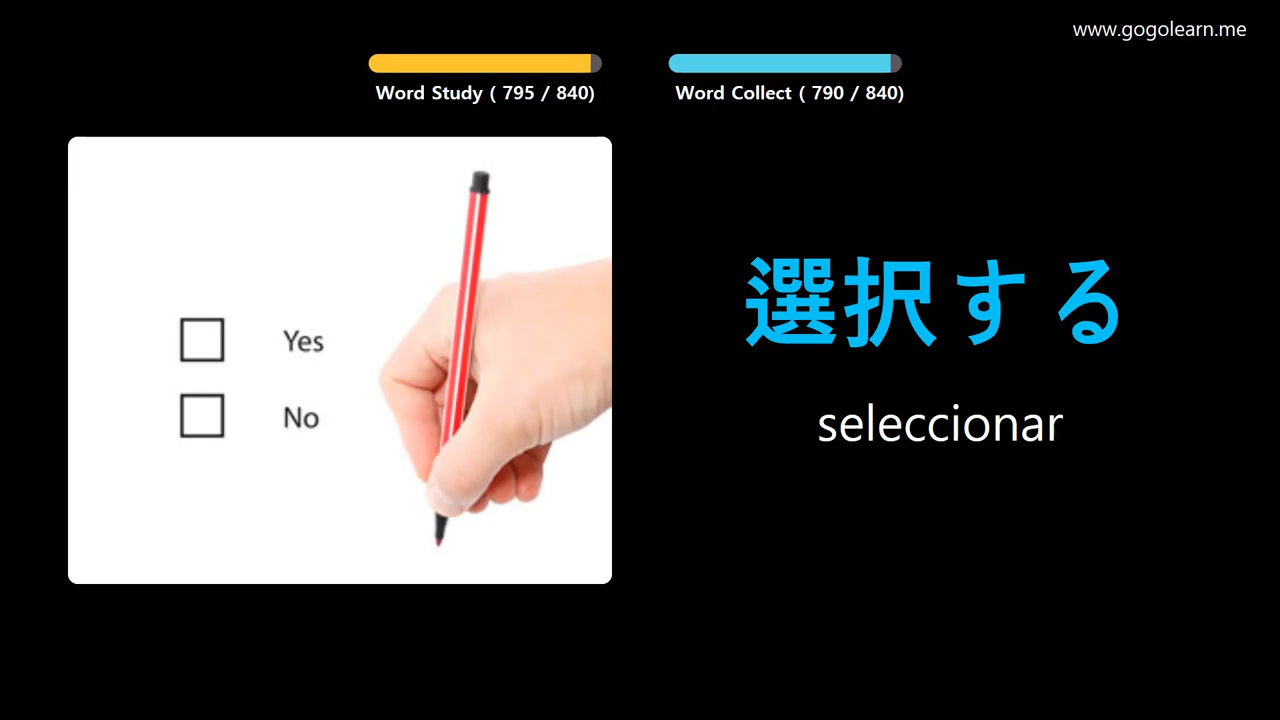 www.gogolearn.me
Word Study ( 795 / 840)
Word Collect ( 790 / 840)
Yes
No
選択する
seleccionar